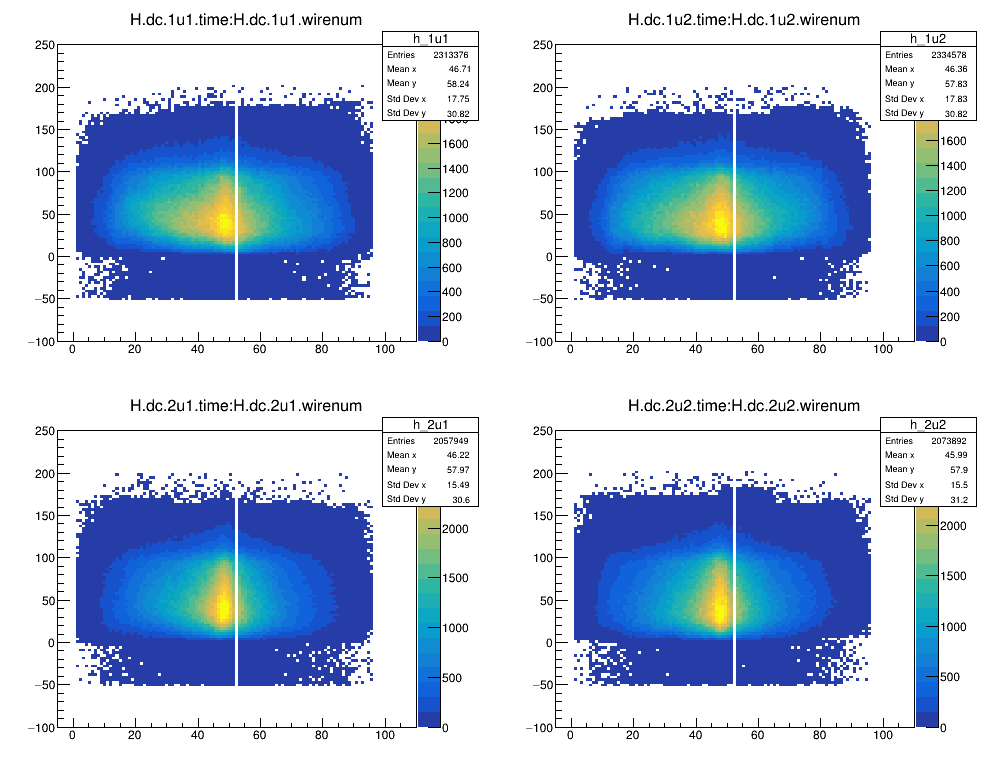 H.dc.1u1.time:H.dc.1u1.wirenum
h_1u1
Entries 2313376
Mean x 46.71
Mean y 58.24
Std Dev x 17.75
Std Dev y 30.82
250
200
150
100
50
0
−50
−100
0 20 40 60 80 100
1600
1400
1200
1000
800
600
400
200
0
H.dc.1u2.time:H.dc.1u2.wirenum
h_1u2
Entries 2334578
Mean x 46.36
Mean y 57.83
Std Dev x 17.83
Std Dev y 30.82
250
200
150
100
50
0
−50
−100
0 20 40 60 80 100
1600
1400
1200
1000
800
600
400
200
0
H.dc.2u1.time:H.dc.2u1.wirenum
h_2u1
Entries 2057949
Mean x 46.22
Mean y 57.97
Std Dev x 15.49
Std Dev y 30.6
250
200
150
100
50
0
−50
−100
0 20 40 60 80 100
2000
1500
1000
500
0
H.dc.2u2.time:H.dc.2u2.wirenum
h_2u2
Entries 2073892
Mean x 45.99
Mean y 57.9
Std Dev x 15.5
Std Dev y 31.2
250
200
150
100
50
0
−50
−100
0 20 40 60 80 100
2000
1500
1000
500
0